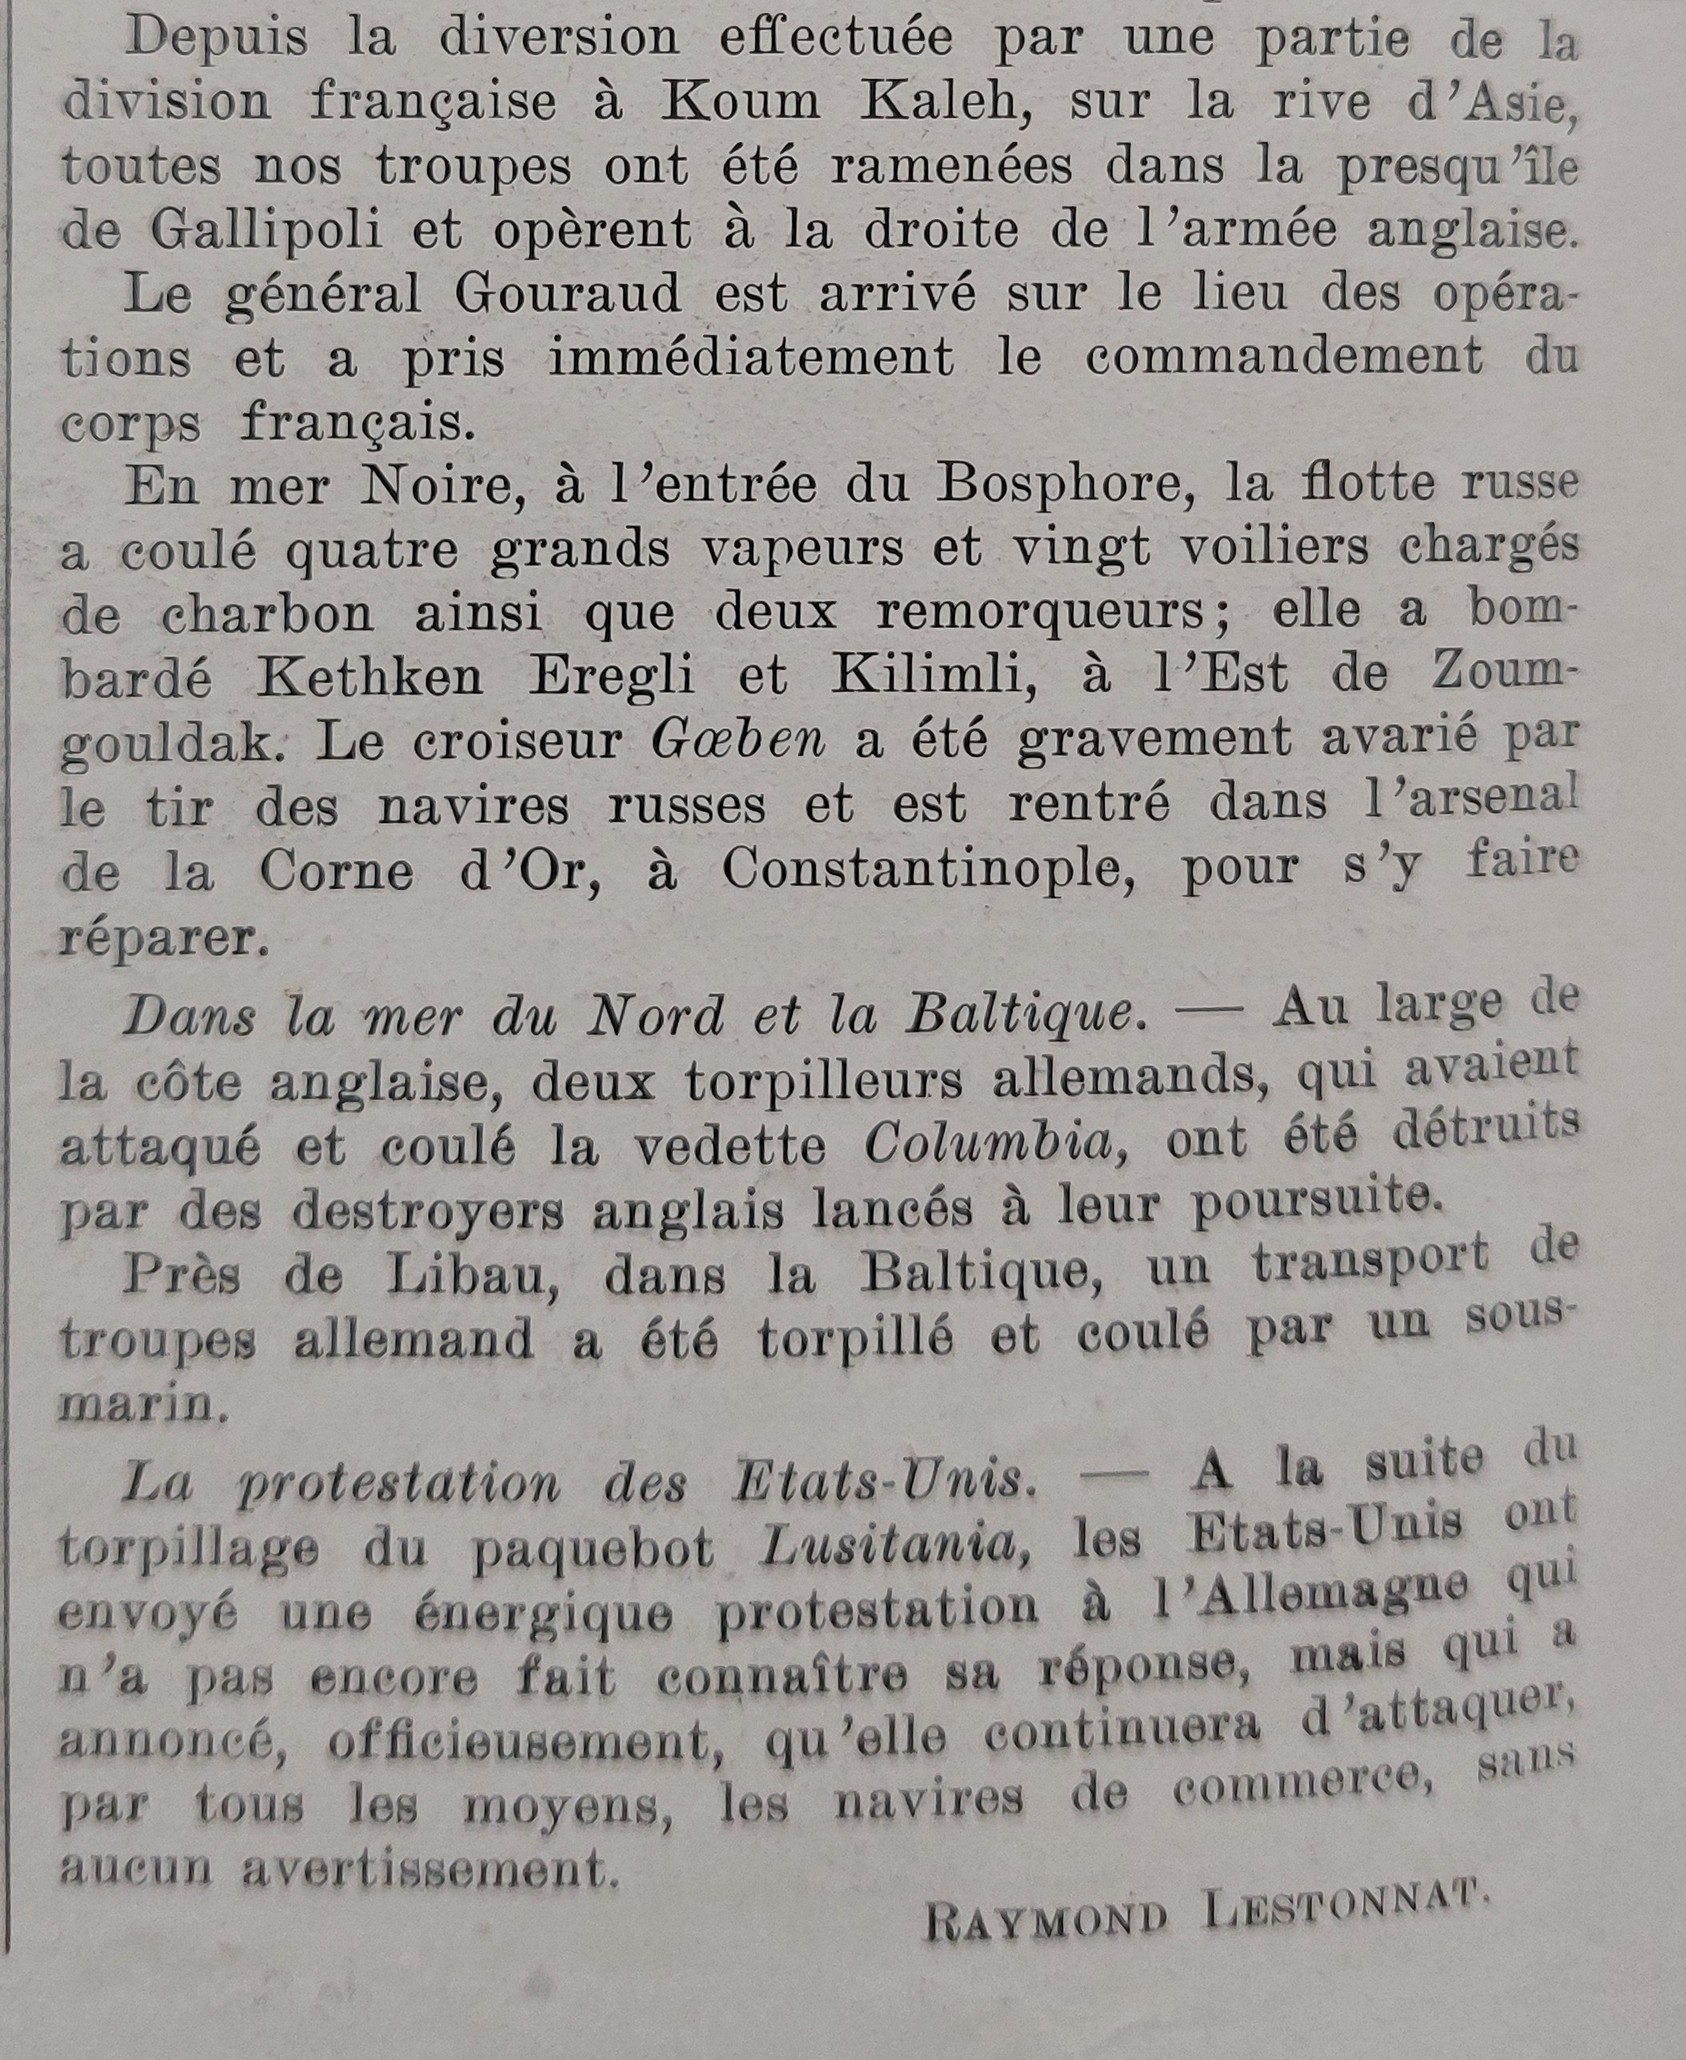 Depuis la diversion effectuée par une partie de la
division française à Koum Kaleh, sur la rive d'Asie,
toutes nos troupes ont été ramenées dans la presqu'île
de Gallipoli et opèrent à la droite de l'armée anglaise.
Le général Gouraud est arrivé sur le lieu des opéra-
tions et a pris immédiatement le commandement du
corps français.
En mer Noire, à l'entrée du Bosphore, la flotte russe
a coulé quatre grands vapeurs et vingt voiliers chargés
de charbon ainsi que deux remorqueurs; elle a bom-
bardé Kethken Eregli et Kilimli, à l'Est de Zoum-
gouldak. Le croiseur Gœben a été gravement avarié par
le tir des navires russes et est rentré dans l'arsenal
de la Corne d'Or, à Constantinople, pour s'y faire
réparer.
Dans la mer du Nord et la Baltique. — Au large de
la côte anglaise, deux torpilleurs allemands, qui avaient
attaqué et coulé la vedette Columbia, ont été détruits
par des destroyers anglais lancés à leur poursuite.
Près de Libau, dans la Baltique, un transport de
troupes allemand a été torpillé et coulé par un sous-
marin.
La protestation des Etats-Unis. — A la suite du
torpillage du paquebot Lusitania, les Etats-Unis ont
envoyé une énergique protestation à l'Allemagne qui
n'a pas encore fait connaître sa réponse, mais qui a
annoncé, officieusement, qu'elle continuera d'attaquer,
par tous les moyens, les navires de commerce, sans
aucun avertissement.
RAYMOND LESTONNAT.